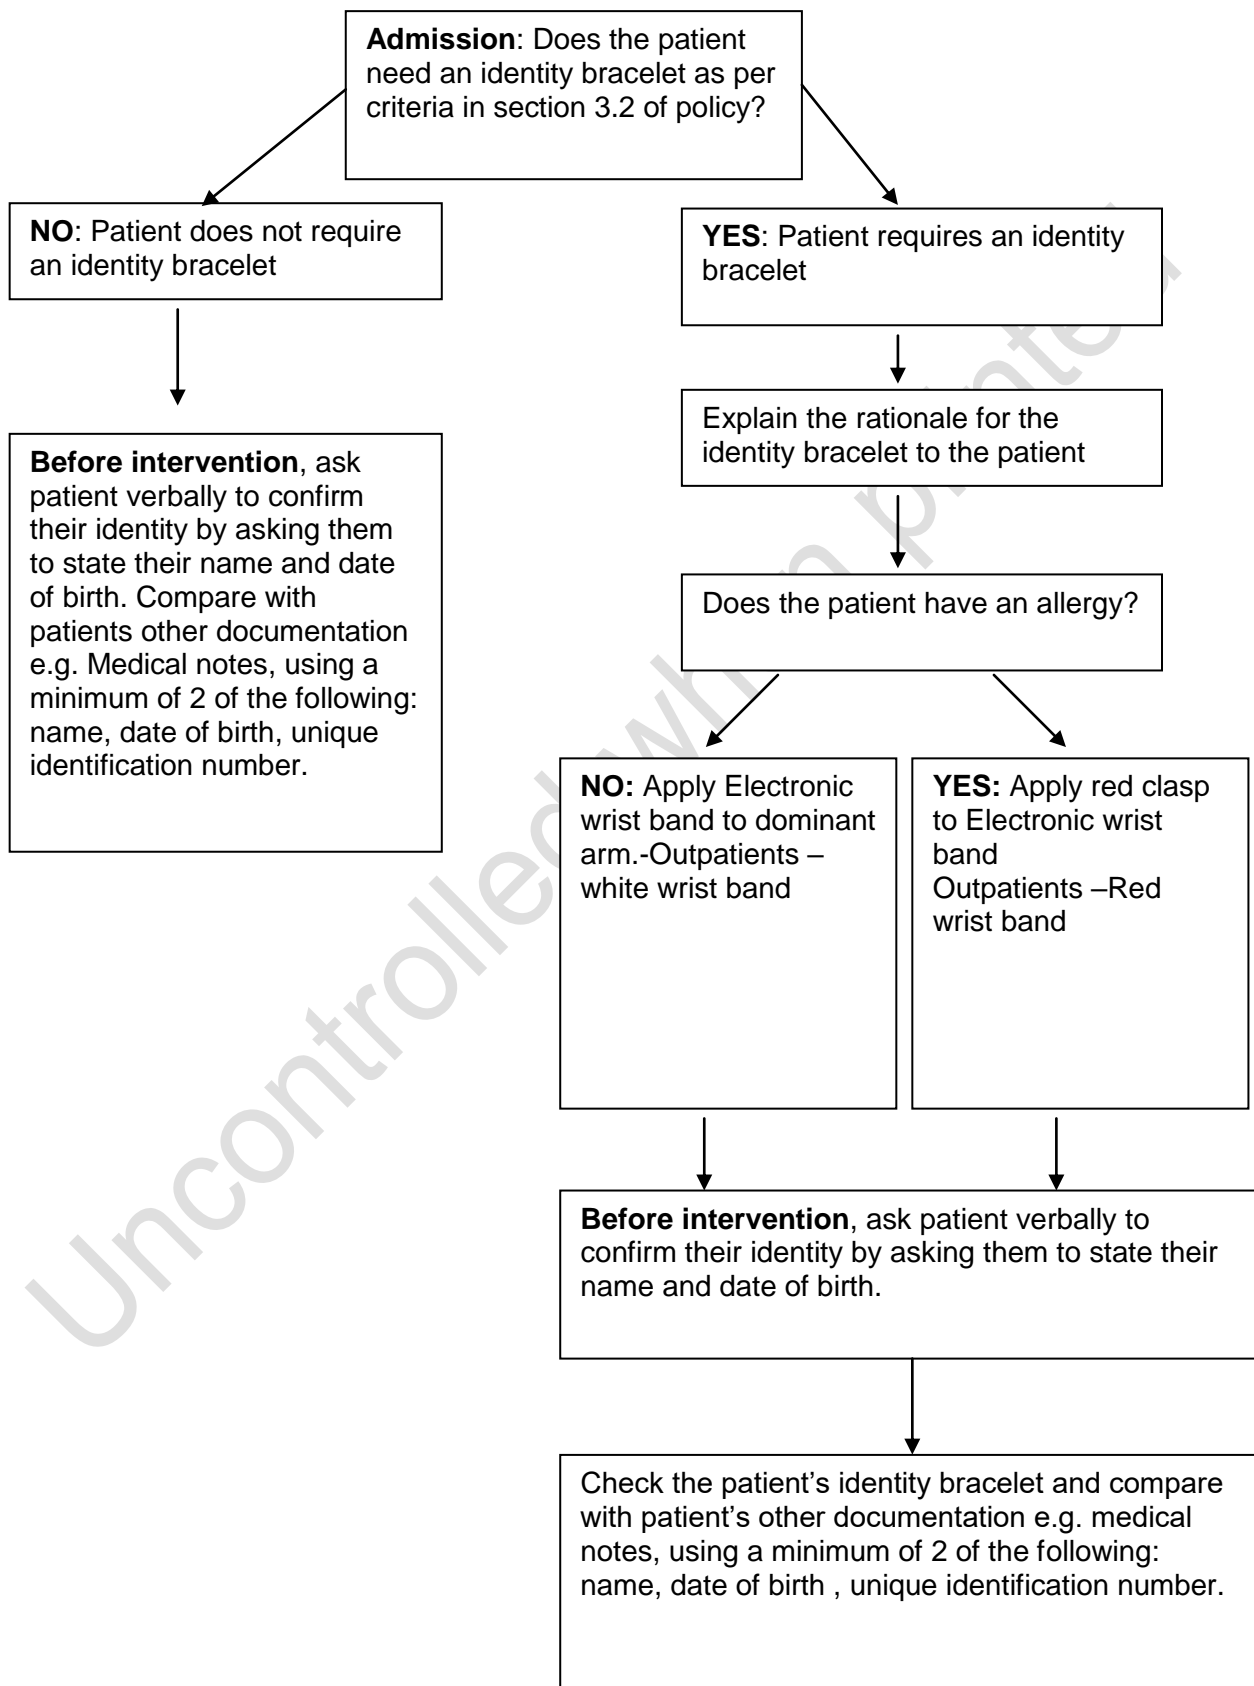 Admission: Does the patient
need an identity bracelet as per
criteria in section 3.2 of policy?
NO: Patient does not require
an identity bracelet
YES: Patient requires an identity
bracelet
Explain the rationale for the
identity bracelet to the patient
Before intervention, ask
patient verbally to confirm
their identity by asking them
to state their name and date
of birth. Compare with
patients other documentation
e.g. Medical notes, using a
minimum of 2 of the following:
name, date of birth, unique
identification number.
Does the patient have an allergy?
NO: Apply Electronic
wrist band to dominant
arm.-Outpatients –
white wrist band
YES: Apply red clasp
to Electronic wrist
band
Outpatients –Red
wrist band
Before intervention, ask patient verbally to
confirm their identity by asking them to state their
name and date of birth.
Check the patient’s identity bracelet and compare
with patient’s other documentation e.g. medical
notes, using a minimum of 2 of the following:
name, date of birth , unique identification number.
Uncontrolled when printed